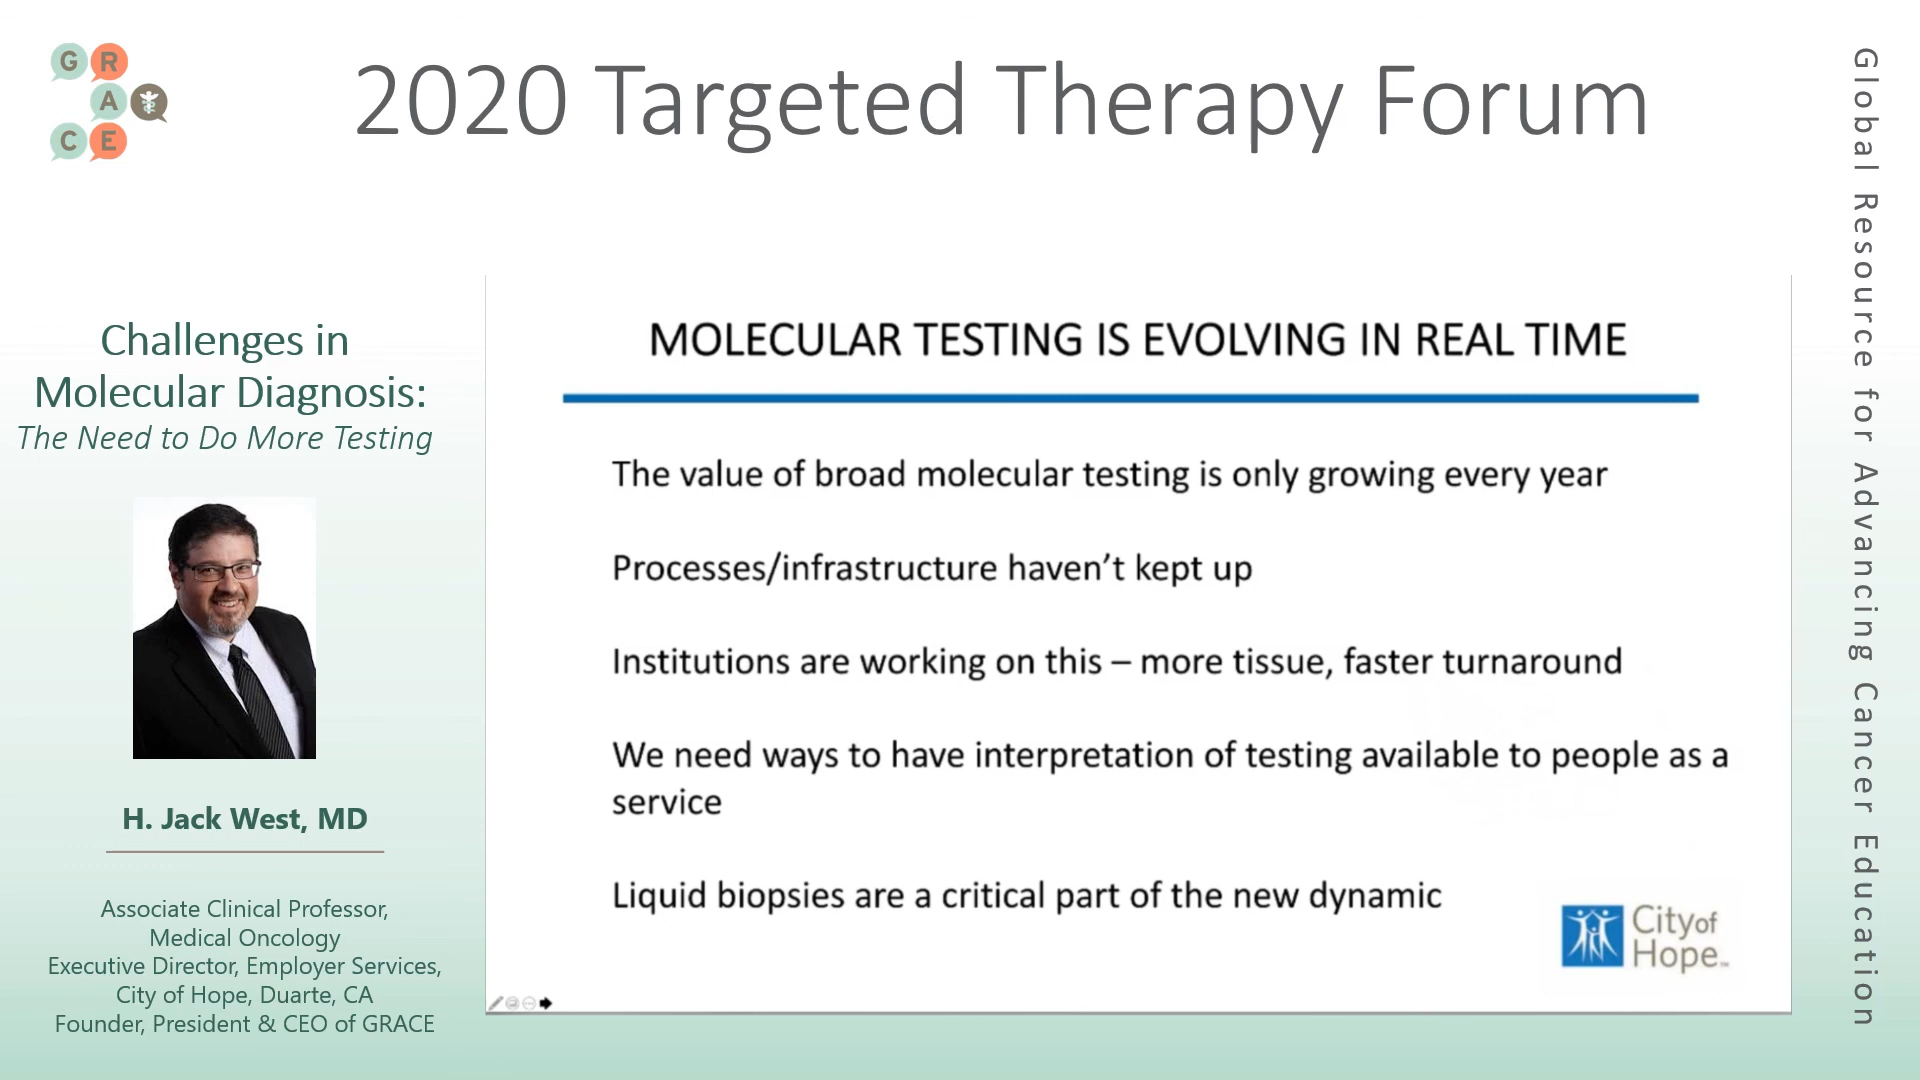 G R
A
C E
2020 Targeted Therapy Forum
Global Resource for Advancing Cancer Education
Challenges in
Molecular Diagnosis:
The Need to Do More Testing
H. Jack West, MD
Associate Clinical Professor,
Medical Oncology
Executive Director, Employer Services,
City of Hope, Duarte, CA
Founder, President & CEO of GRACE
MOLECULAR TESTING IS EVOLVING IN REAL TIME
The value of broad molecular testing is only growing every year
Processes/infrastructure haven’t kept up
Institutions are working on this – more tissue, faster turnaround
We need ways to have interpretation of testing available to people as a
service
Liquid biopsies are a critical part of the new dynamic
City of
Hope™